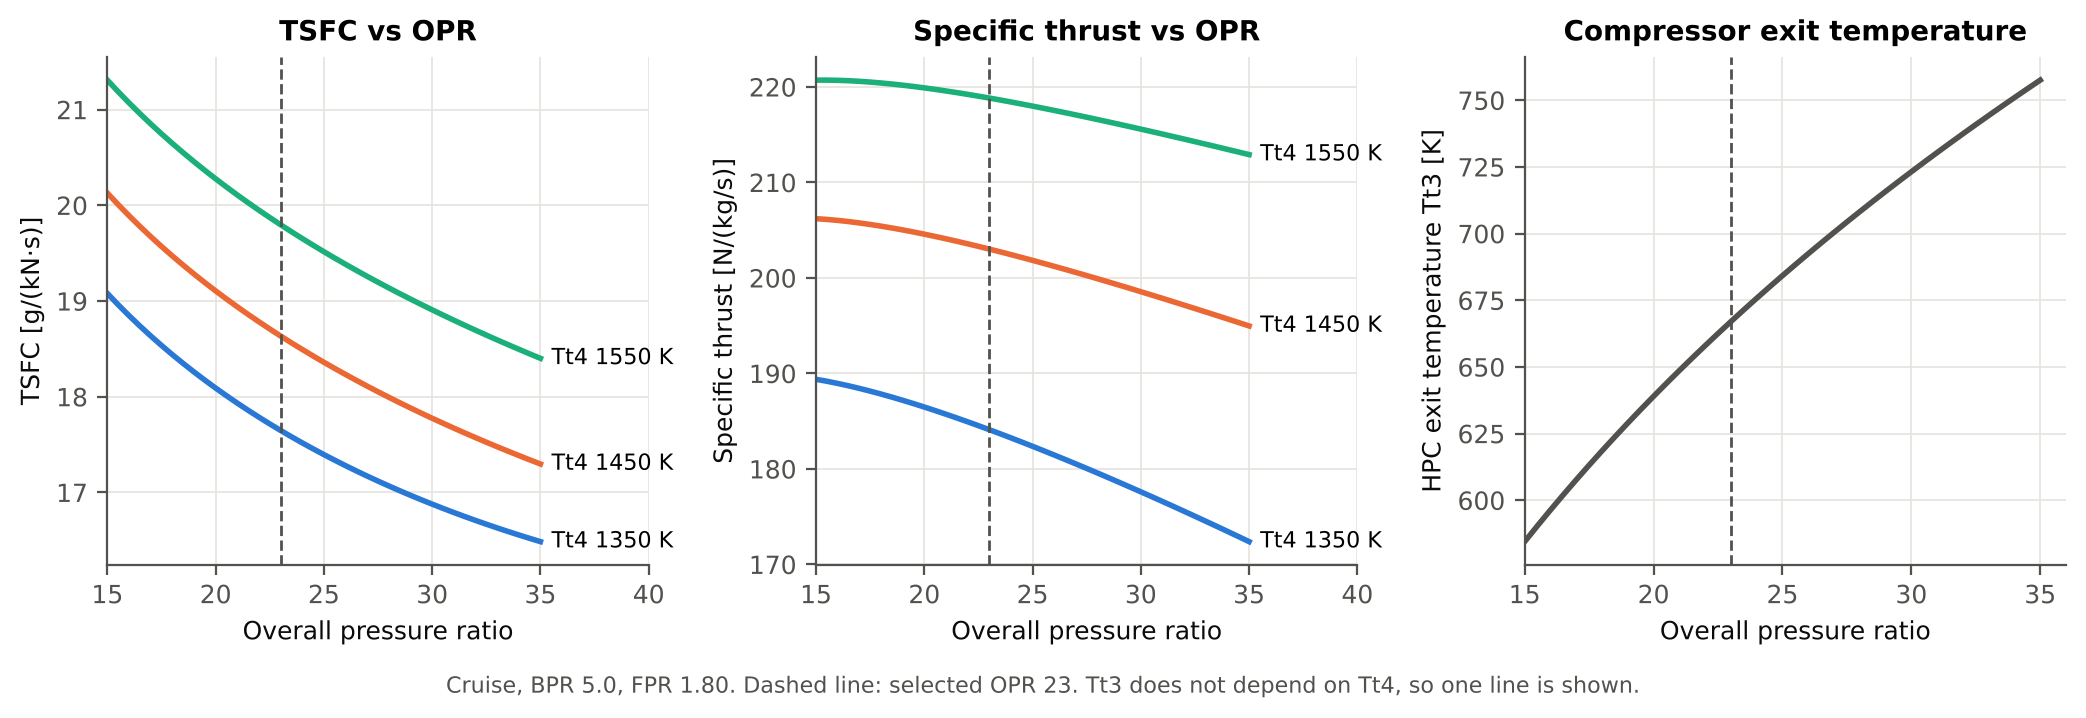 TSFC vs OPR
TSFC [g/(kN·s)]
21
20
19
18
17
Tt4 1550 K
Tt4 1450 K
Tt4 1350 K
15 20 25 30 35 40
Overall pressure ratio
Specific thrust vs OPR
Specific thrust [N/(kg/s)]
220
210
200
190
180
170
Tt4 1550 K
Tt4 1450 K
Tt4 1350 K
15 20 25 30 35 40
Overall pressure ratio
Compressor exit temperature
HPC exit temperature Tt3 [K]
750
725
700
675
650
625
600
15 20 25 30 35
Overall pressure ratio
Cruise, BPR 5.0, FPR 1.80. Dashed line: selected OPR 23. Tt3 does not depend on Tt4, so one line is shown.